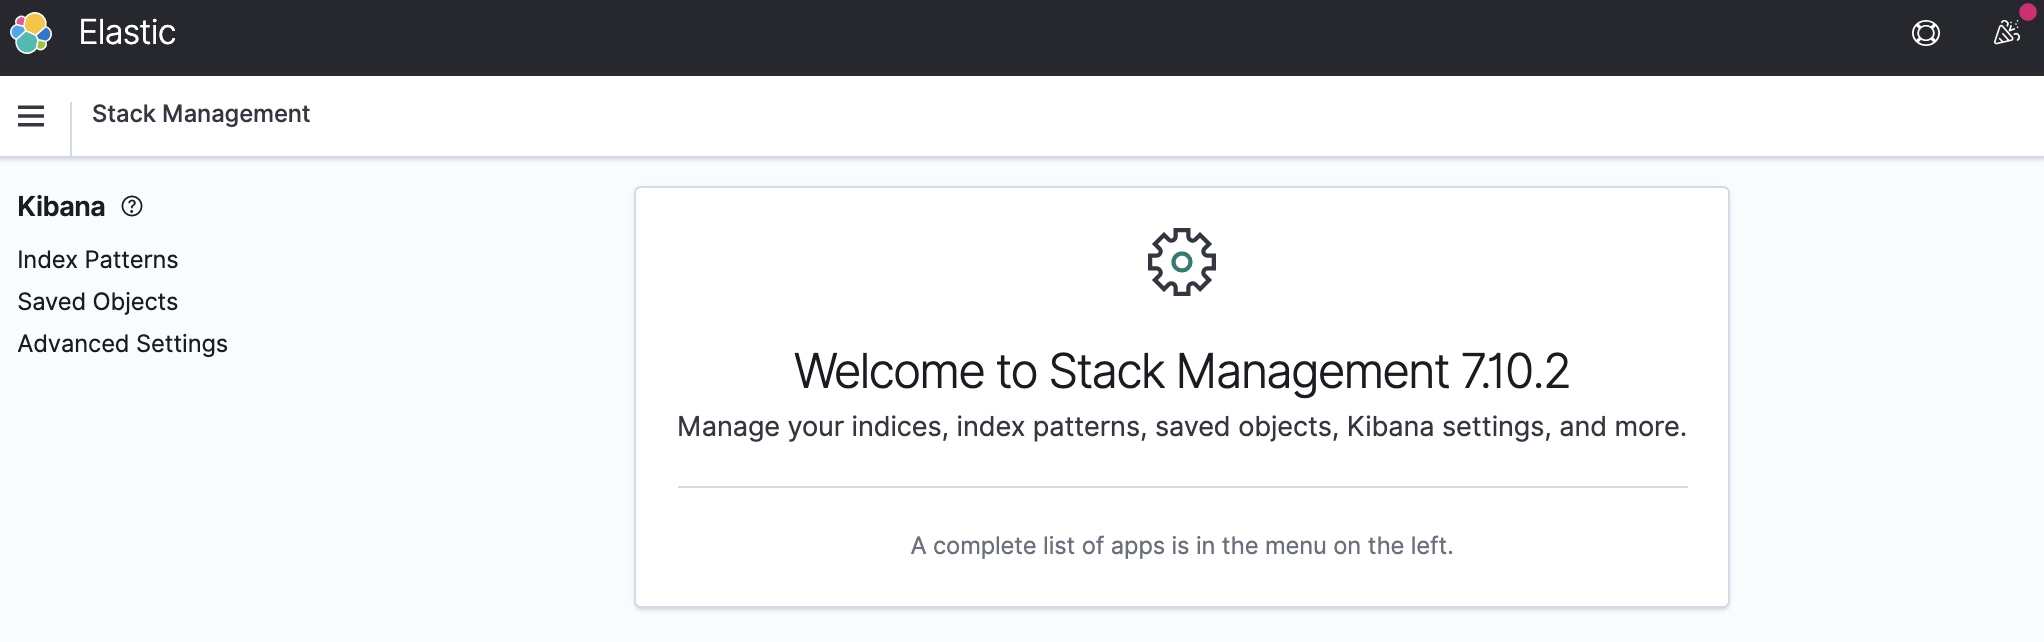 Elastic
Stack Management
Kibana
Index Patterns
Saved Objects
Advanced Settings
Welcome to Stack Management 7.10.2
Manage your indices, index patterns, saved objects, Kibana settings, and more.
A complete list of apps is in the menu on the left.